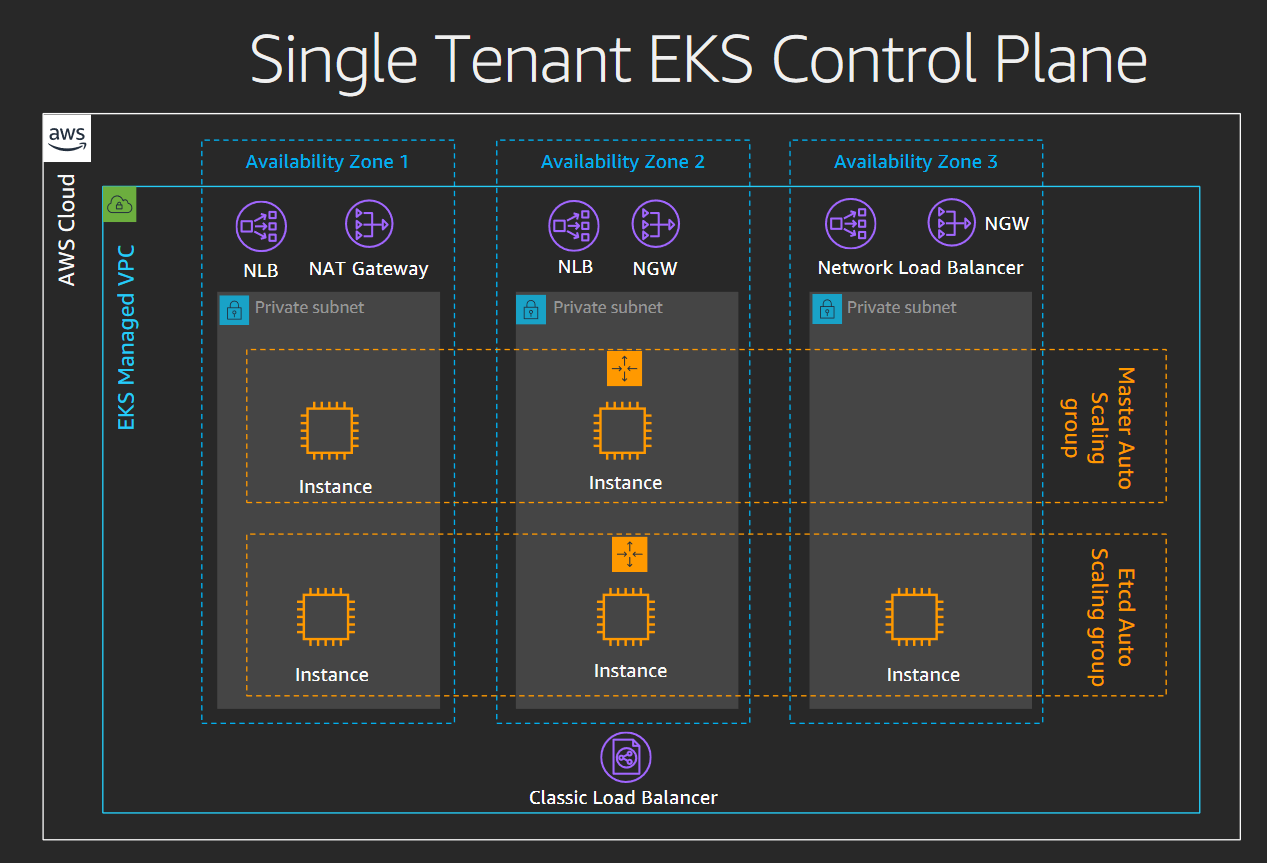 Single Tenant EKS Control Plane
aws
AWS Cloud
EKS Managed VPC
Availability Zone 1
Availability Zone 2
Availability Zone 3
NLB
NAT Gateway
NLB
NGW
NGW
Network Load Balancer
Private subnet
Private subnet
Private subnet
Instance
Instance
Master Auto
Scaling
group
Instance
Instance
Instance
Etcd Auto
Scaling group
Classic Load Balancer